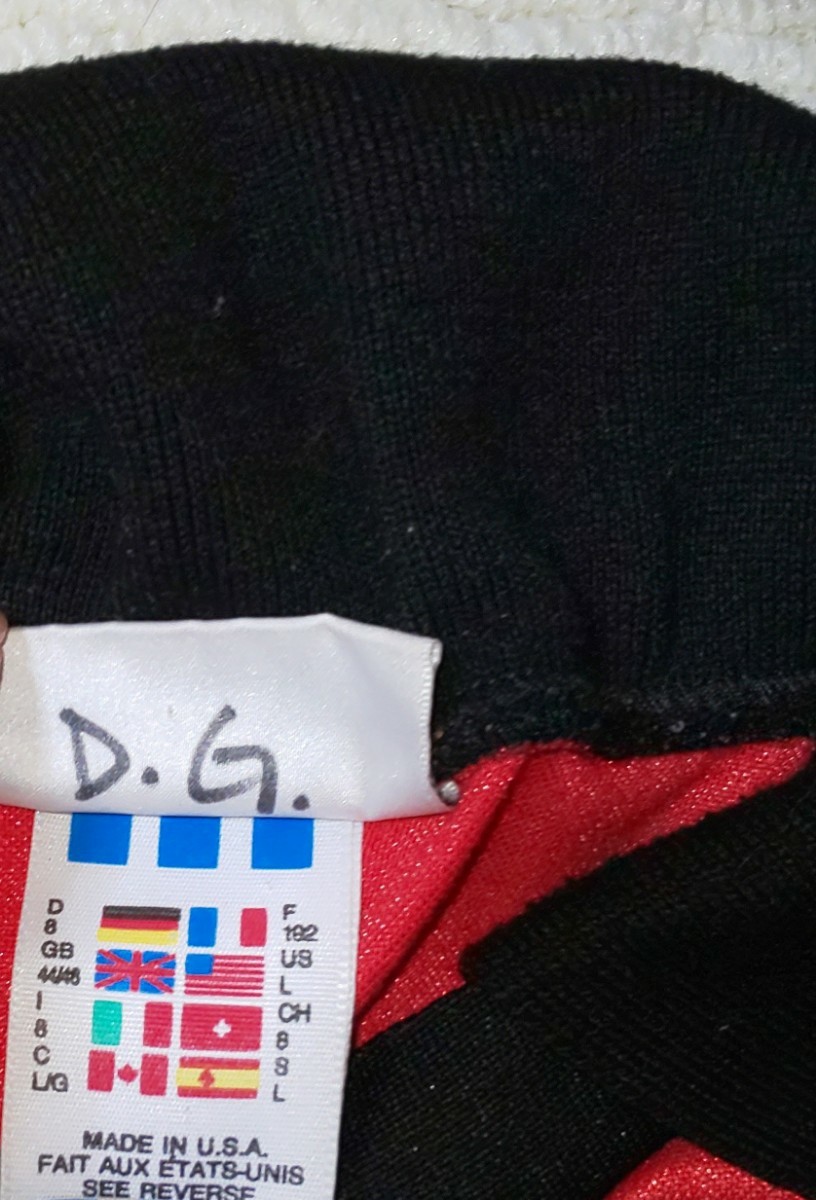 D.G.
D F
8 192
GB US
44/46 L
I CH
8 8
C S
L/G L
MADE IN U.S.A.
FAIT AUX ÉTATS-UNIS
SEE REVERSE